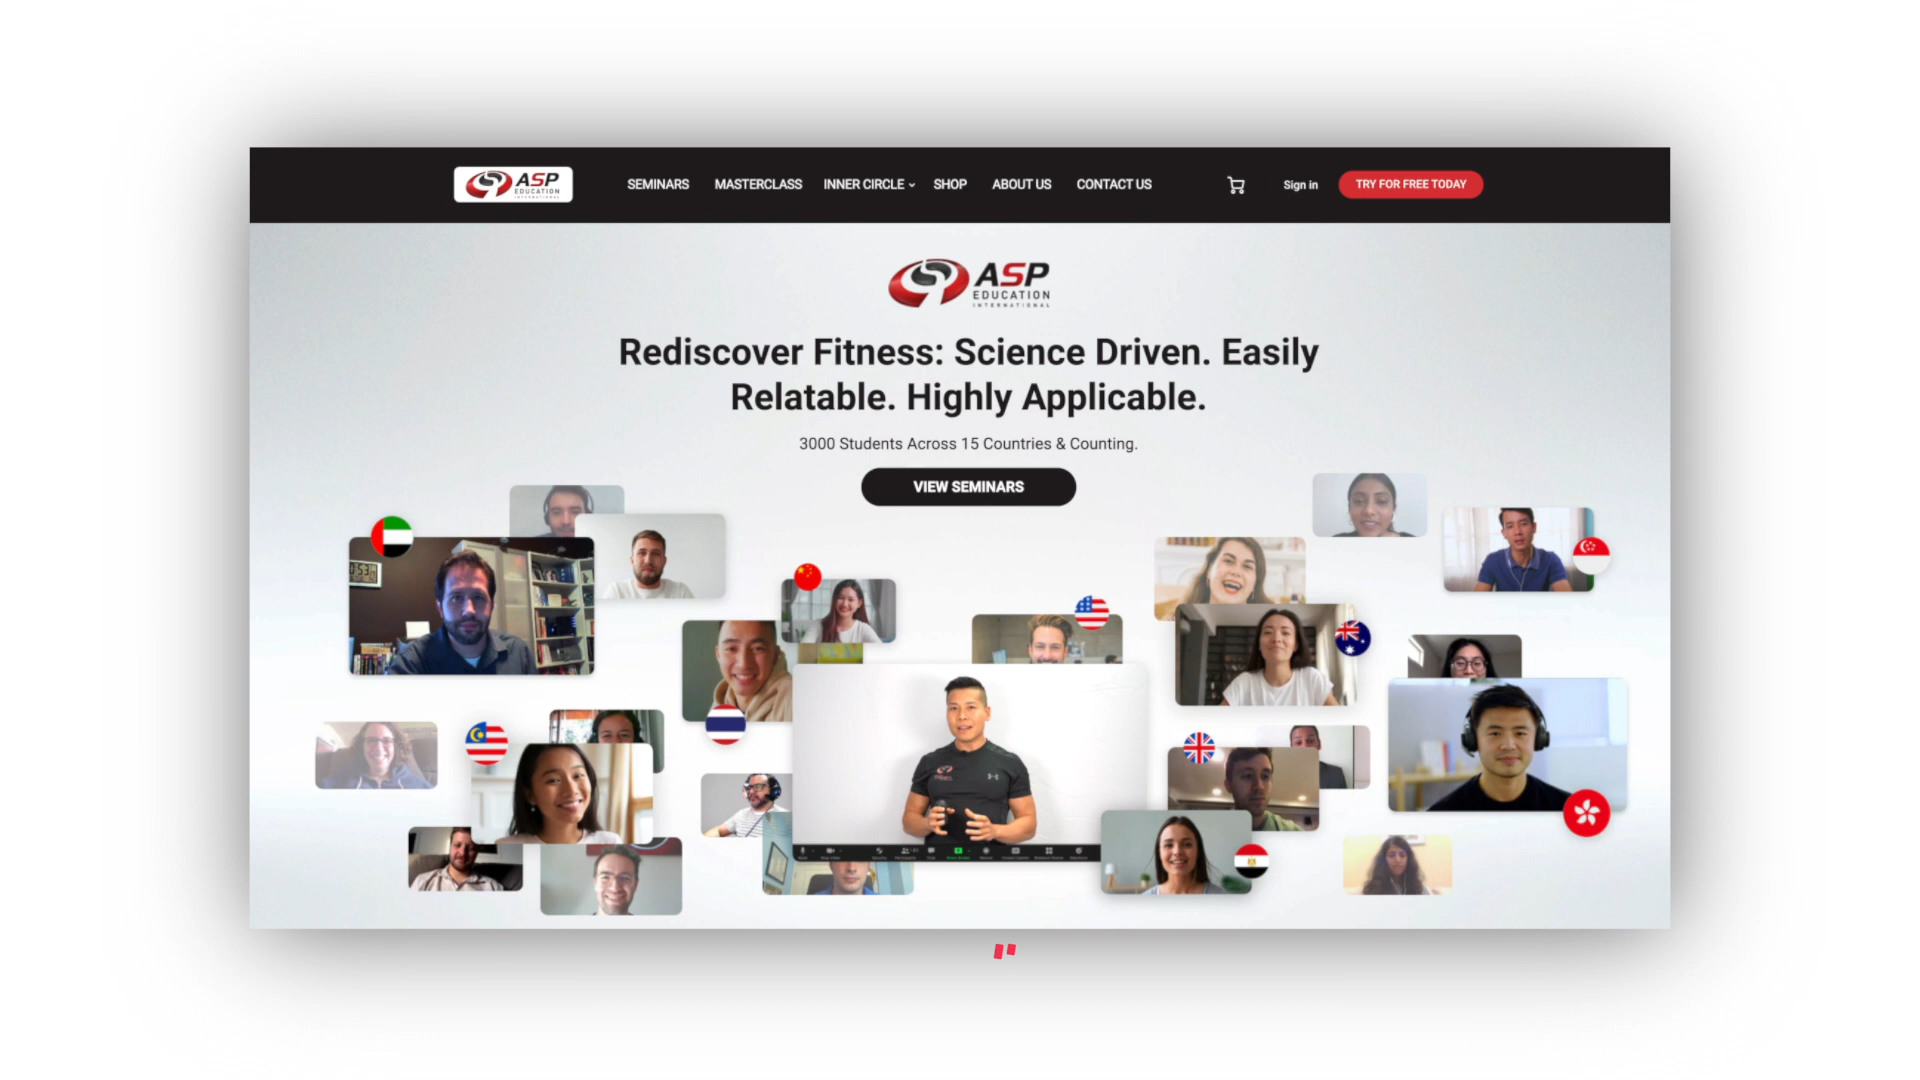 ASP
EDUCATION
INTERNATIONAL
SEMINARS
MASTERCLASS
INNER CIRCLE
SHOP
ABOUT US
CONTACT US
Sign in
TRY FOR FREE TODAY
ASP
EDUCATION
INTERNATIONAL
Rediscover Fitness: Science Driven. Easily
Relatable. Highly Applicable.
3000 Students Across 15 Countries & Counting.
VIEW SEMINARS